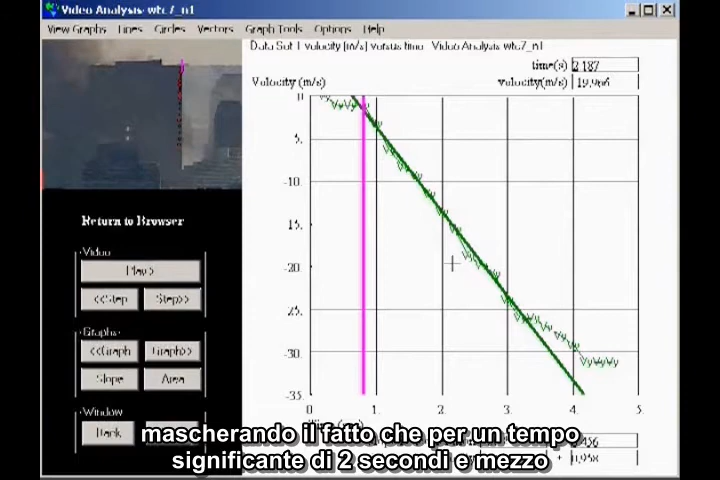 Video Analysis: wtc7_n1
View Graphs Lines Circles Vectors Graph Tools Options Help
Data Set 1 velocity (m/s) versus time - Video Analysis wtc7_n1
time(s) 2.187
Velocity (m/s) velocity(m/s)
0
5.
-10.
15.
-20.
-25.
-30.
-35
0 1. 2. 3. 4. 5.
Return to Browser
Video
Play>
<<Step Step>>
Graphs
<<Graph Graph>>
Slope Area
Window
Back
mascherando il fatto che per un tempo
significante di 2 secondi e mezzo